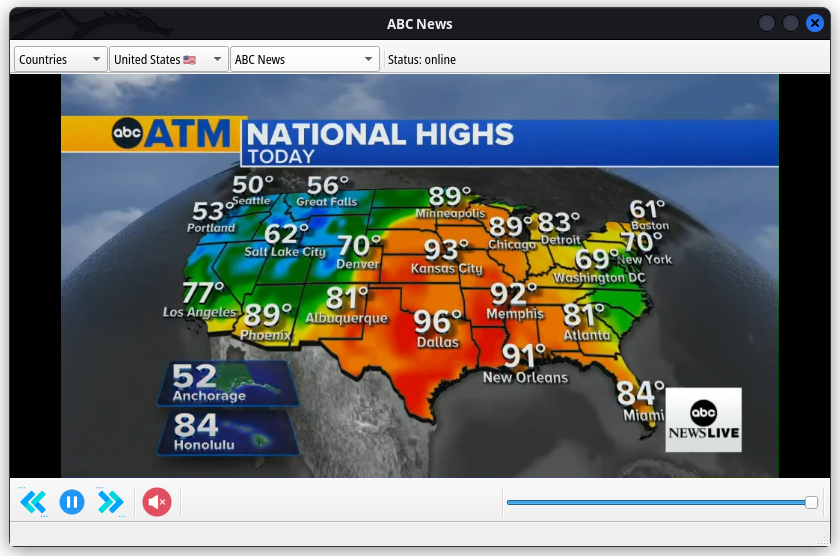 ABC News
Countries
United States
ABC News
Status: online
abc ATM
NATIONAL HIGHS
TODAY
50°
Seattle
56°
Great Falls
89°
Minneapolis
53°
Portland
62°
Salt Lake City
70°
Denver
93°
Kansas City
89°
Chicago
83°
Detroit
61°
Boston
70°
New York
69°
Washington DC
77°
Los Angeles
89°
Phoenix
81°
Albuquerque
96°
Dallas
92°
Memphis
81°
Atlanta
91°
New Orleans
84°
Miami
52
Anchorage
84
Honolulu
abc
NEWSLIVE